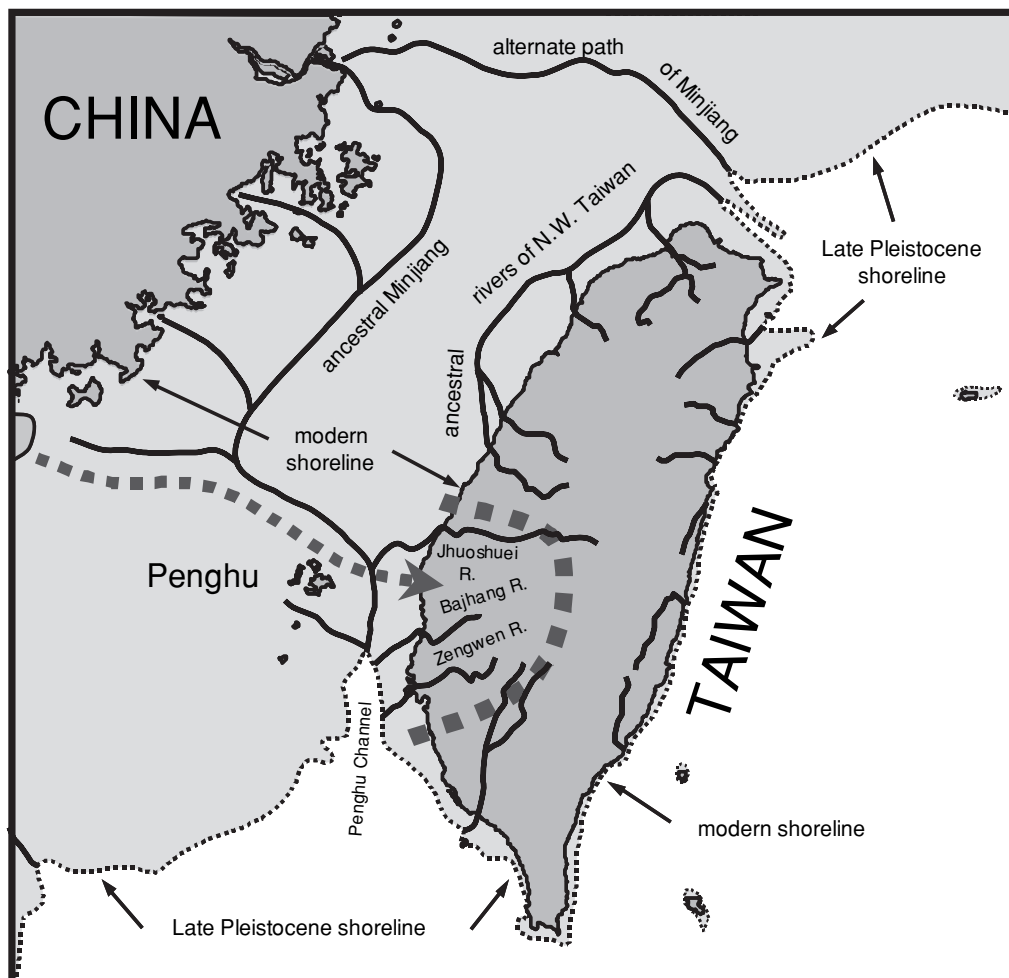 alternate path
of Minjiang
CHINA
rivers of N.W. Taiwan
Late Pleistocene
shoreline
ancestral Minjiang
ancestral
modern
shoreline
Penghu
Jhuoshuei
R.
Bajhang R.
Zengwen R.
TAIWAN
Penghu Channel
modern shoreline
Late Pleistocene shoreline